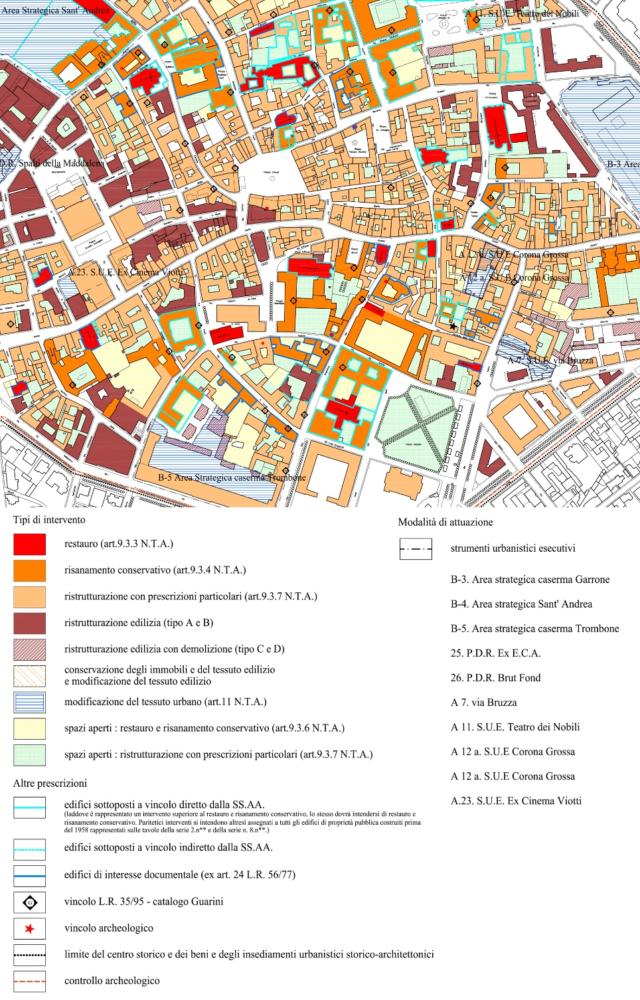 Area Strategica Sant' Andrea
A 11. S.U.E. Teatro dei Nobili
P.D.R. Spalti della Maddalena
B-3 Area
A 12 b. S.U.E Corona Grossa
A.23. S.U.E. Ex Cinema Viotti
A 12 a. S.U.E Corona Grossa
A-7. S.U.E. via Bruzza
B-5 Area Strategica caserma Trombone
Tipi di intervento
restauro (art.9.3.3 N.T.A.)
risanamento conservativo (art.9.3.4 N.T.A.)
ristrutturazione con prescrizioni particolari (art.9.3.7 N.T.A.)
ristrutturazione edilizia (tipo A e B)
ristrutturazione edilizia con demolizione (tipo C e D)
conservazione degli immobili e del tessuto edilizio
e modificazione del tessuto edilizio
modificazione del tessuto urbano (art.11 N.T.A.)
spazi aperti : restauro e risanamento conservativo (art.9.3.6 N.T.A.)
spazi aperti : ristrutturazione con prescrizioni particolari (art.9.3.7 N.T.A.)
Altre prescrizioni
edifici sottoposti a vincolo diretto dalla SS.AA.
(laddove è rappresentato un intervento superiore al restauro e risanamento conservativo, lo stesso dovrà intendersi di restauro e
risanamento conservativo. Paritetici interventi si intendono altresì assegnati a tutti gli edifici di proprietà pubblica costruiti prima
del 1958 rappresentati sulle tavole della serie 2.n** e della serie n. 8.n**.)
edifici sottoposti a vincolo indiretto dalla SS.AA.
edifici di interesse documentale (ex art. 24 L.R. 56/77)
G
vincolo L.R. 35/95 - catalogo Guarini
vincolo archeologico
limite del centro storico e dei beni e degli insediamenti urbanistici storico-architettonici
controllo archeologico
Modalità di attuazione
strumenti urbanistici esecutivi
B-3. Area strategica caserma Garrone
B-4. Area strategica Sant' Andrea
B-5. Area strategica caserma Trombone
25. P.D.R. Ex E.C.A.
26. P.D.R. Brut Fond
A 7. via Bruzza
A 11. S.U.E. Teatro dei Nobili
A 12 a. S.U.E Corona Grossa
A 12 a. S.U.E Corona Grossa
A.23. S.U.E. Ex Cinema Viotti